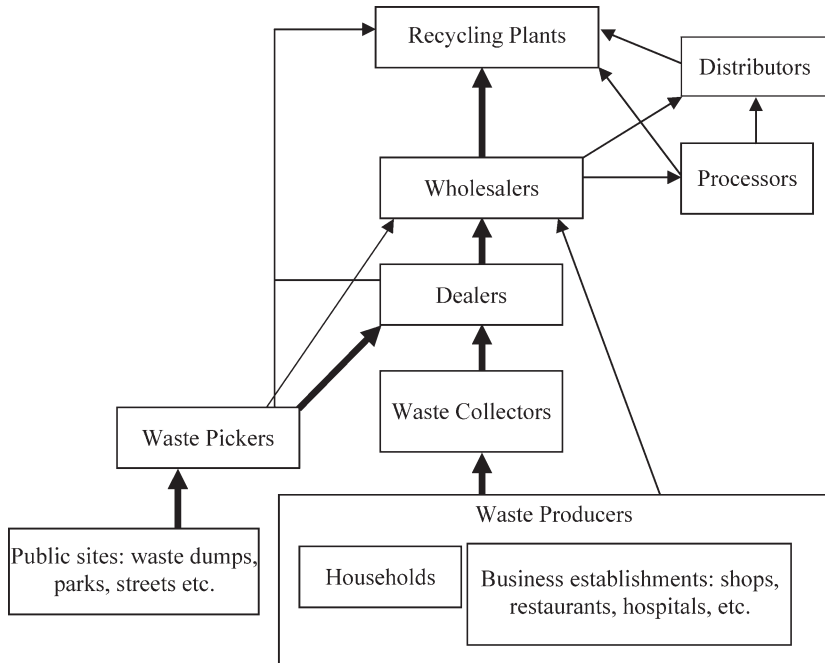 Recycling Plants
Distributors
Wholesalers
Processors
Dealers
Waste Collectors
Waste Pickers
Public sites: waste dumps,
parks, streets etc.
Waste Producers
Households
Business establishments: shops,
restaurants, hospitals, etc.